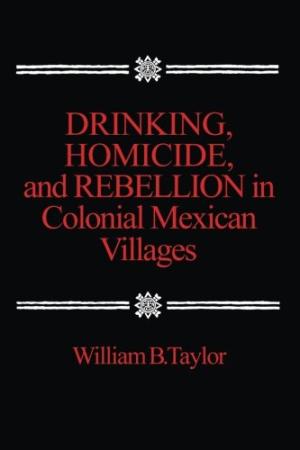 DRINKING,
HOMICIDE,
and REBELLION in
Colonial Mexican
Villages
William B. Taylor